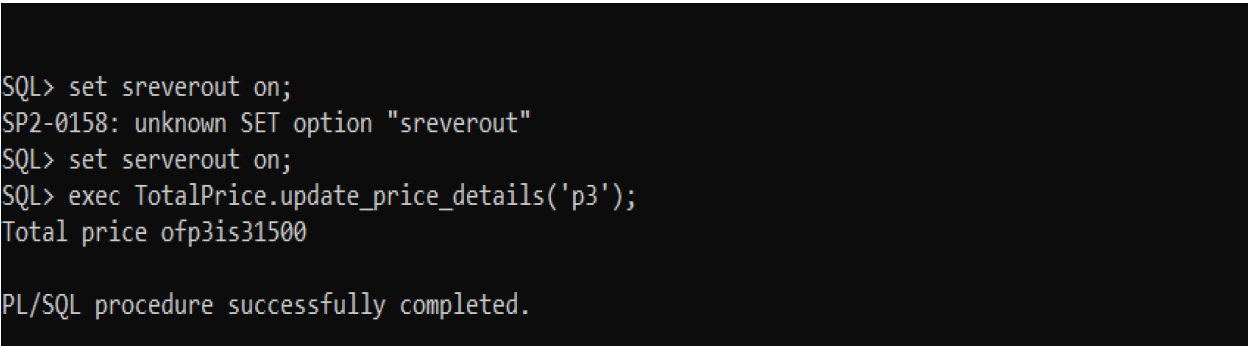 SQL> set sreverout on;
SP2-0158: unknown SET option "sreverout"
SQL> set serverout on;
SQL> exec TotalPrice.update_price_details('p3');
Total price ofp3is31500
PL/SQL procedure successfully completed.